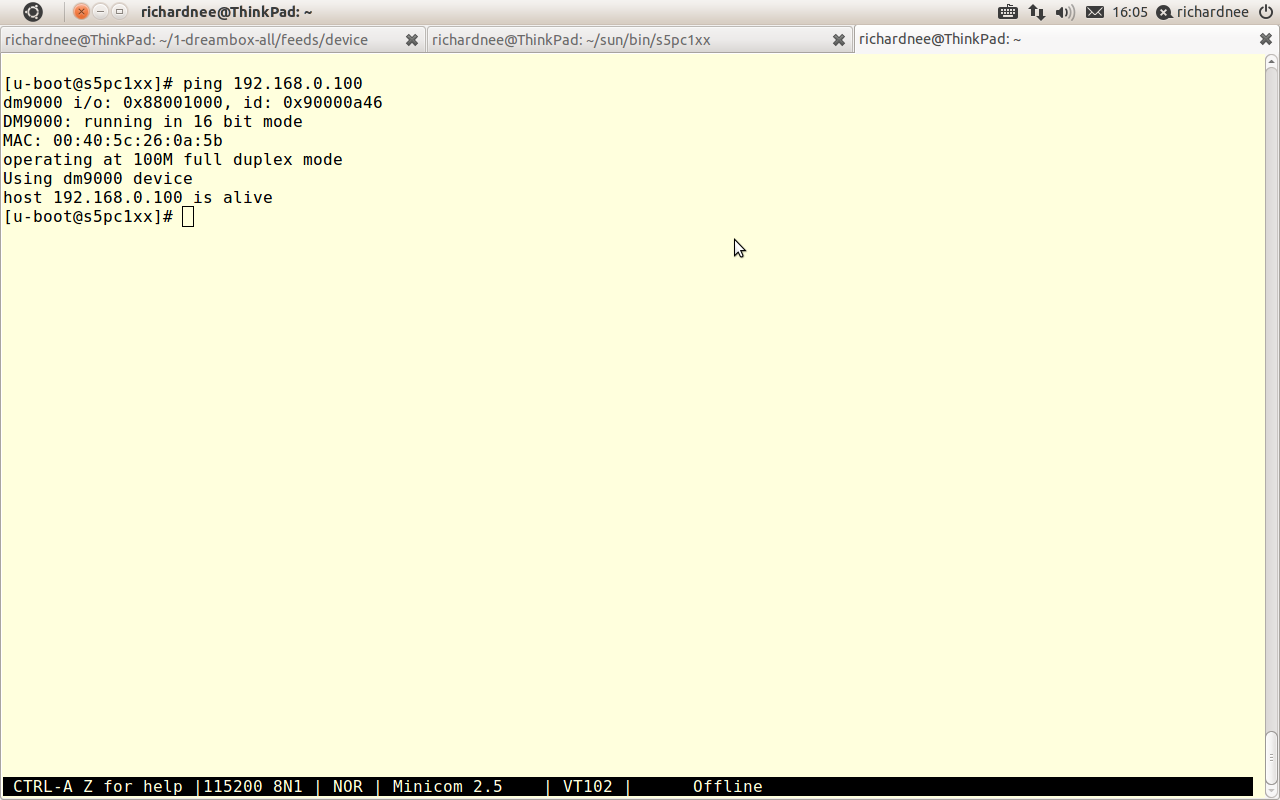 richardnee@ThinkPad: ~ 16:05 richardnee
richardnee@ThinkPad: ~/1-dreambox-all/feeds/device richardnee@ThinkPad: ~/sun/bin/s5pc1xx richardnee@ThinkPad: ~
[u-boot@s5pc1xx]# ping 192.168.0.100
dm9000 i/o: 0x88001000, id: 0x90000a46
DM9000: running in 16 bit mode
MAC: 00:40:5c:26:0a:5b
operating at 100M full duplex mode
Using dm9000 device
host 192.168.0.100 is alive
[u-boot@s5pc1xx]#
CTRL-A Z for help |115200 8N1 | NOR | Minicom 2.5 | VT102 | Offline